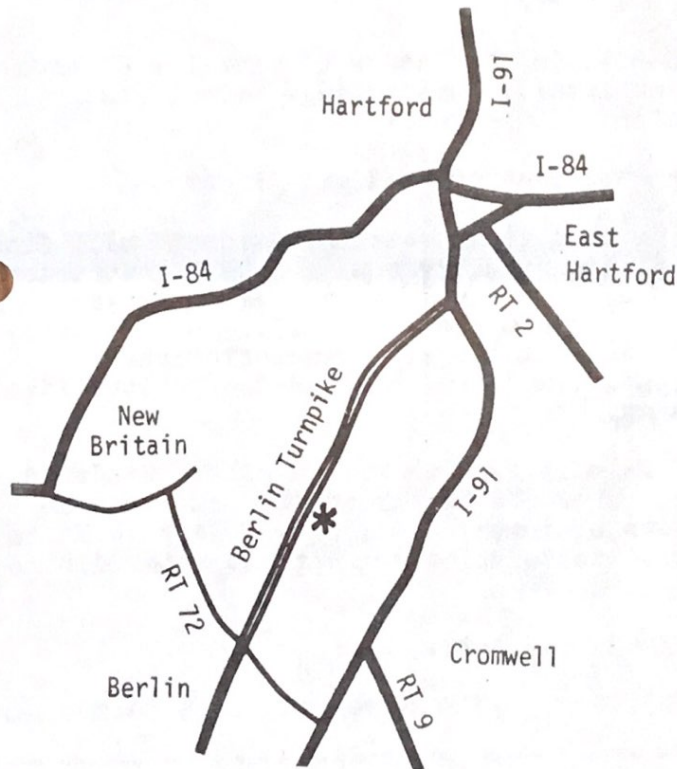 I-91
Hartford
I-84
East
Hartford
I-84
RT 2
New
Britain
Berlin Turnpike
*
I-91
RT 72
Cromwell
Berlin
RT 9